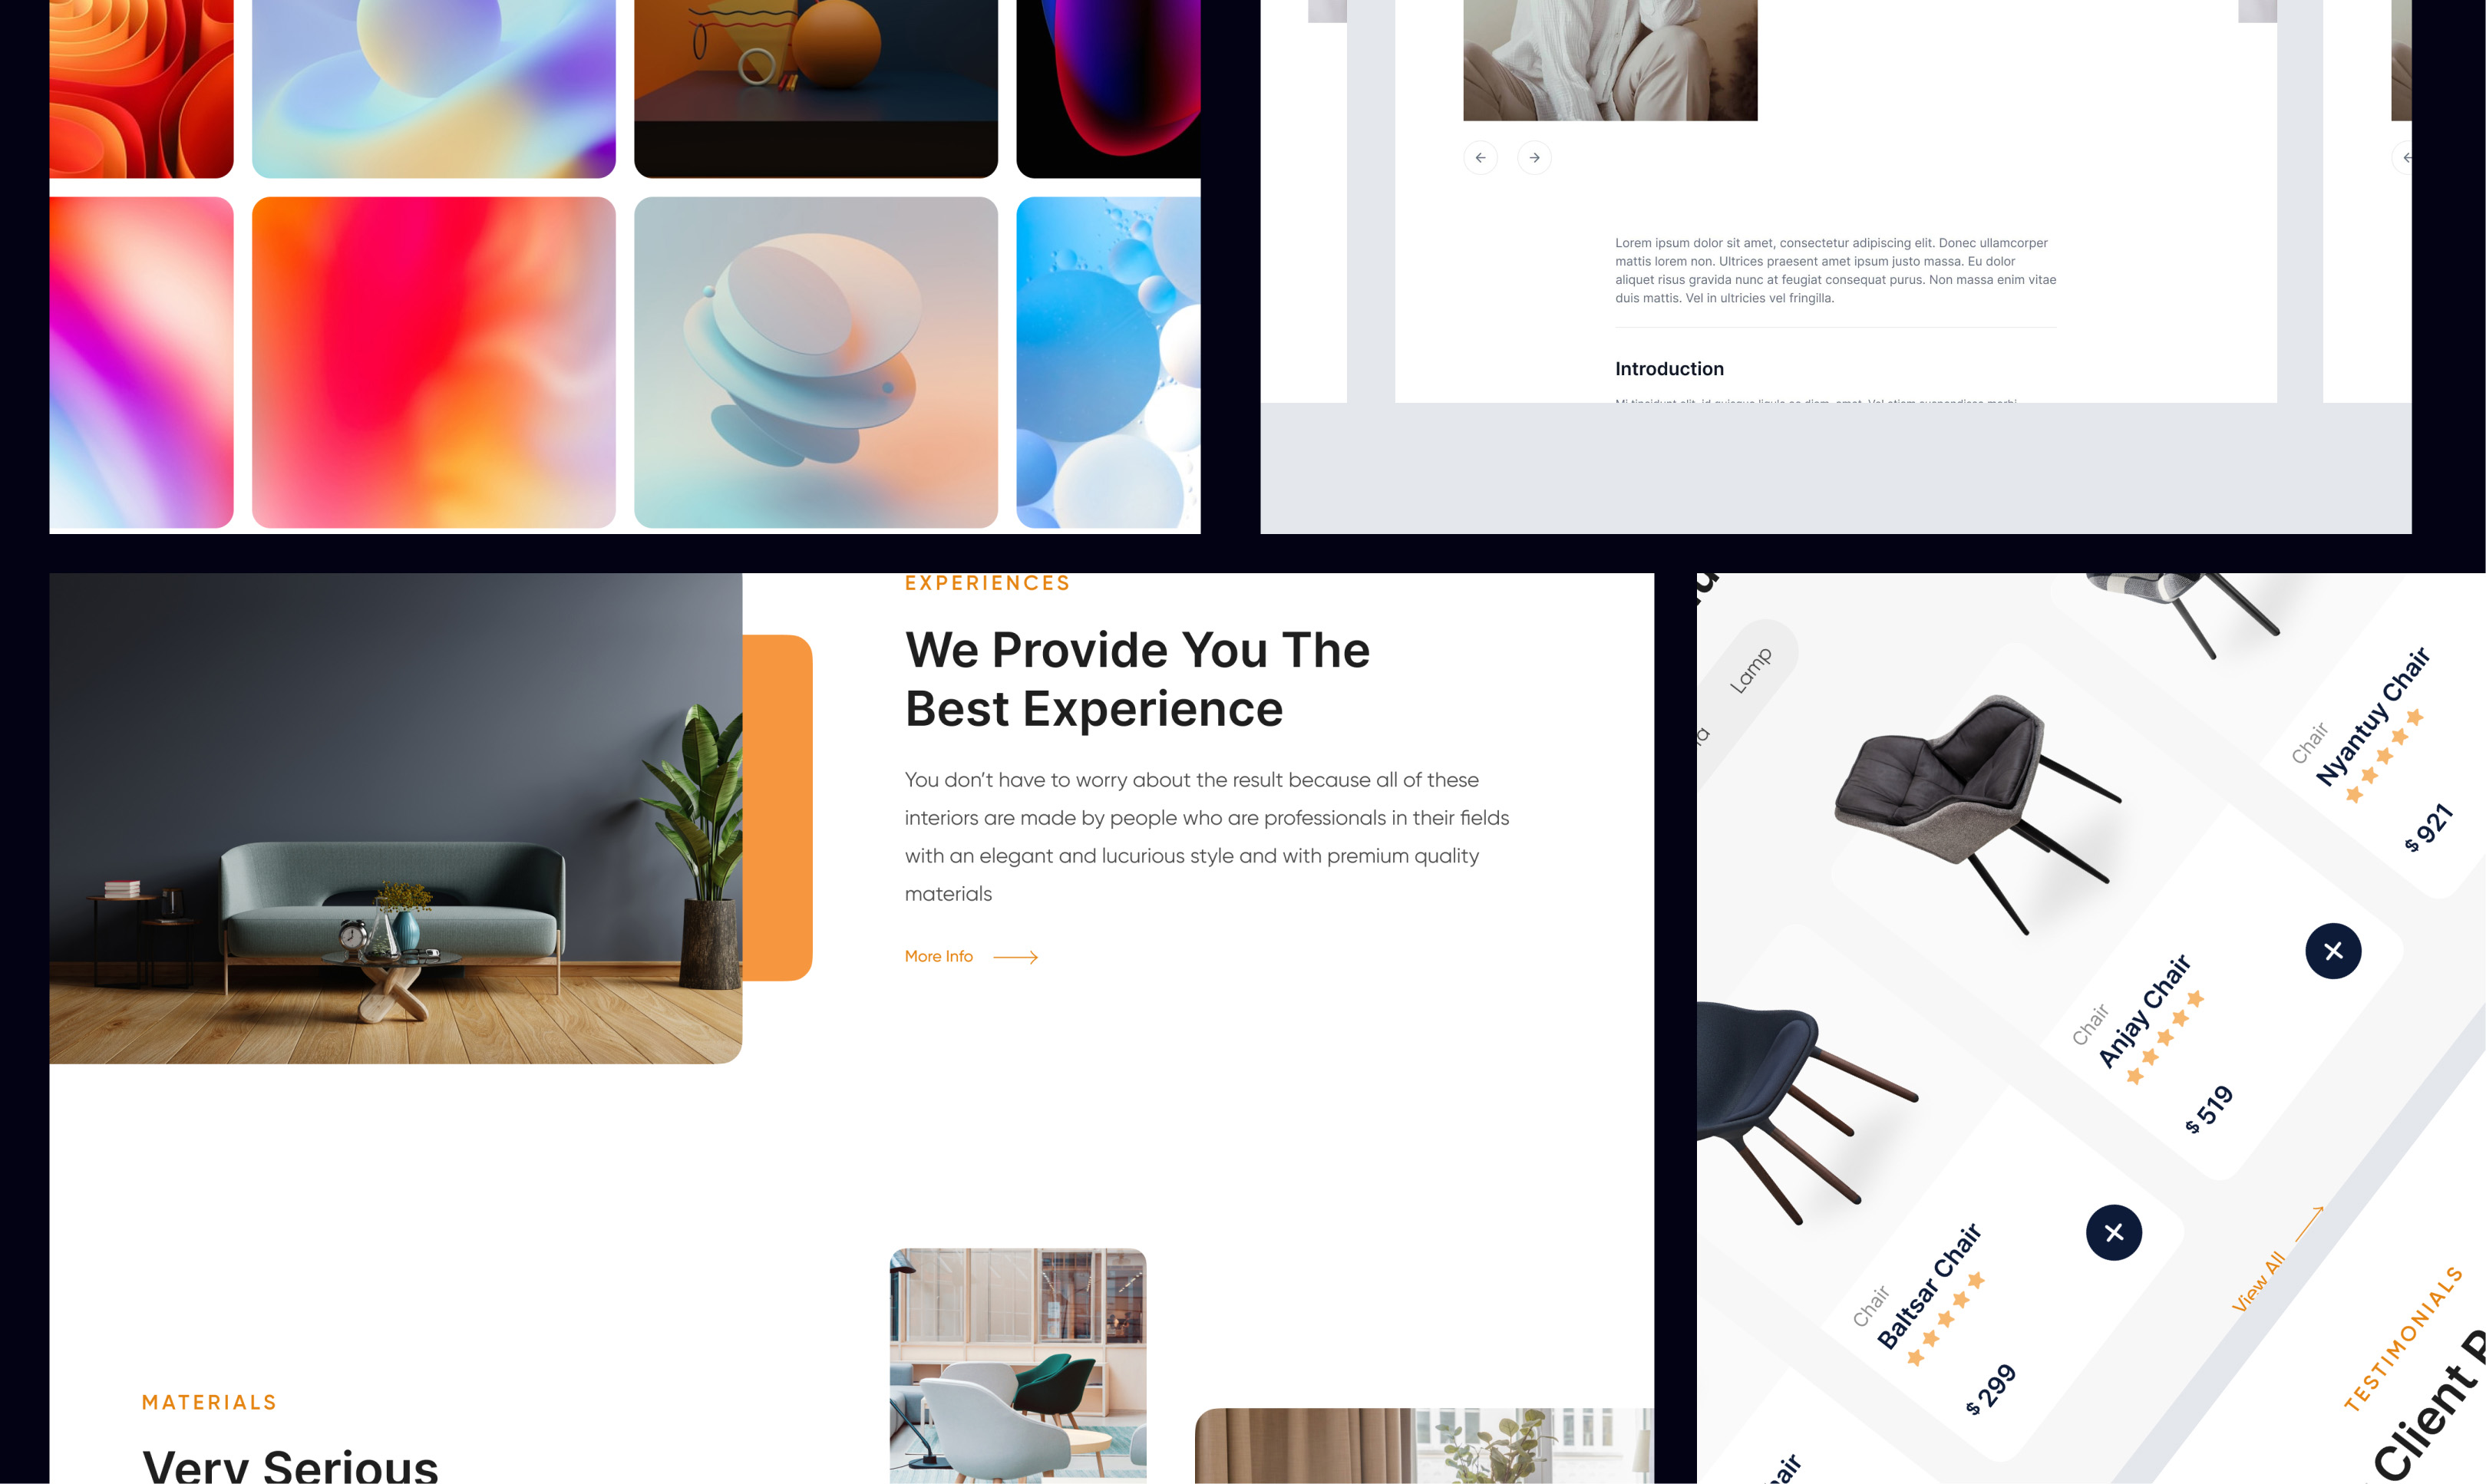 Lorem ipsum dolor sit amet, consectetur adipiscing elit. Donec ullamcorper
mattis lorem non. Ultrices praesent amet ipsum justo massa. Eu dolor
aliquet risus gravida nunc at feugiat consequat purus. Non massa enim vitae
duis mattis. Vel in ultricies vel fringilla.
Introduction
EXPERIENCES
We Provide You The
Best Experience
You don’t have to worry about the result because all of these
interiors are made by people who are professionals in their fields
with an elegant and lucurious style and with premium quality
materials
More Info
MATERIALS
Very Serious
Lamp
Chair
Nyantuy Chair
$ 921
Chair
Anjay Chair
$ 519
Chair
Baltsar Chair
$ 299
View All
TESTIMONIALS
Client